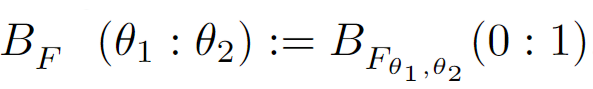 B_F (θ_1 : θ_2) := B_{F_{θ_1,θ_2}} (0 : 1)